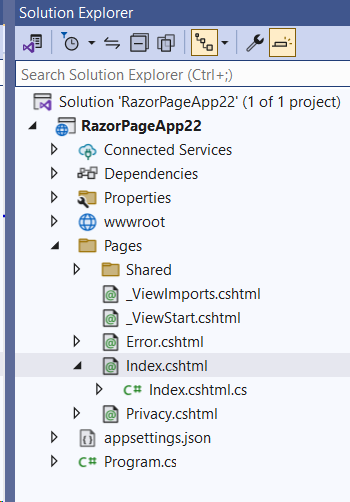 Solution Explorer
Search Solution Explorer (Ctrl+;)
Solution 'RazorPageApp22' (1 of 1 project)
RazorPageApp22
Connected Services
Dependencies
Properties
wwwroot
Pages
Shared
_ViewImports.cshtml
_ViewStart.cshtml
Error.cshtml
Index.cshtml
C# Index.cshtml.cs
Privacy.cshtml
appsettings.json
C# Program.cs